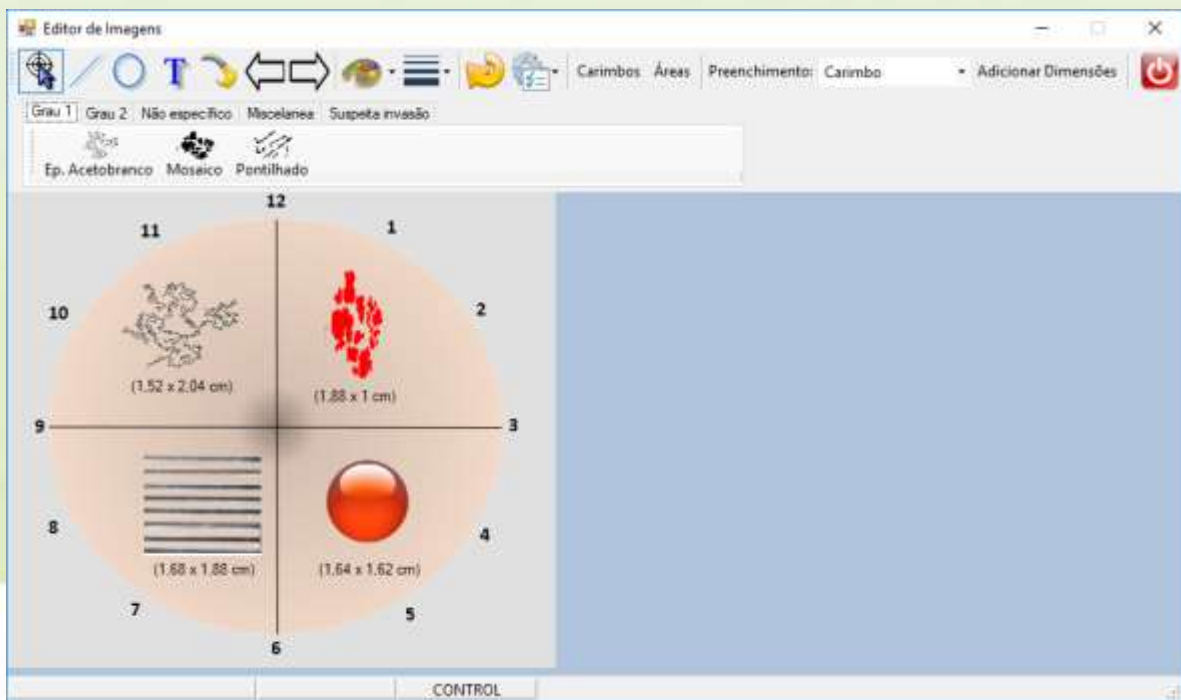 Editor de Imagens
T Carimbos Áreas Preenchimento: Carimbo Adicionar Dimensões
Grau 1 Grau 2 Não específico Miscelanea Suspeita invasão
Ep. Acetobranco Mosaico Pontilhado
12
11 1
10 2
(1.52 x 2.04 cm) (1.88 x 1 cm)
9 3
8 4
(1.68 x 1.88 cm) (1.64 x 1.62 cm)
7 5
6
CONTROL